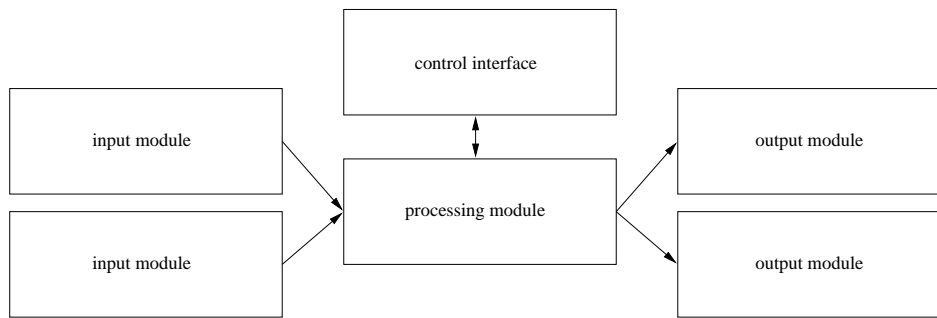 control interface
input module
output module
processing module
input module
output module